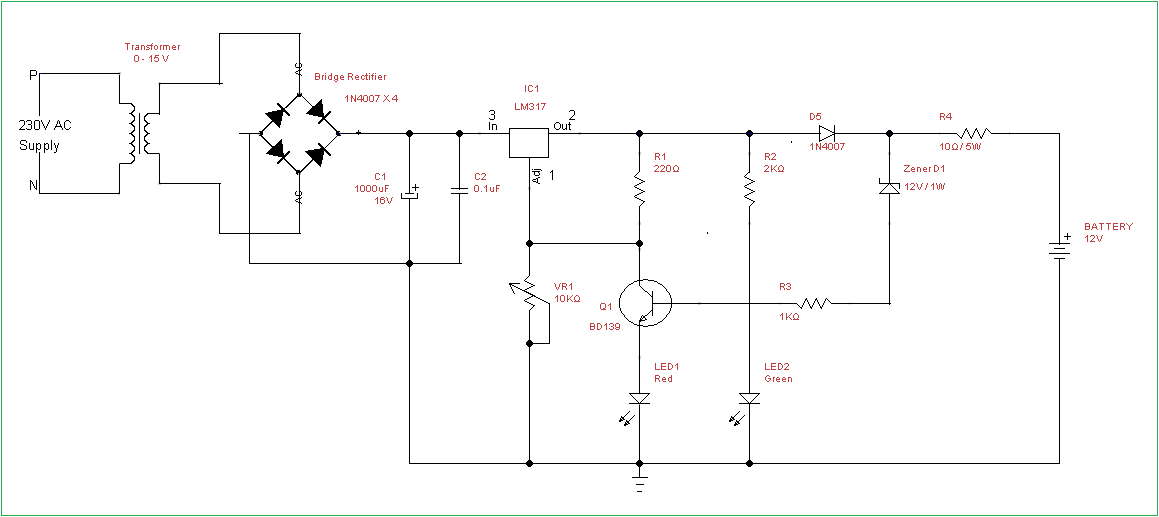 Transformer
0 - 15 V
P
230V AC
Supply
N
AC
AC
Bridge Rectifier
1N4007 X 4
C1
1000uF
16V
+
C2
0.1uF
IC1
LM317
3
In
2
Out
Adj
1
R1
220Ω
R2
2KΩ
D5
1N4007
R4
10Ω / 5W
Zener D1
12V / 1W
BATTERY
12V
+
VR1
10KΩ
Q1
BD139
R3
1KΩ
LED1
Red
LED2
Green